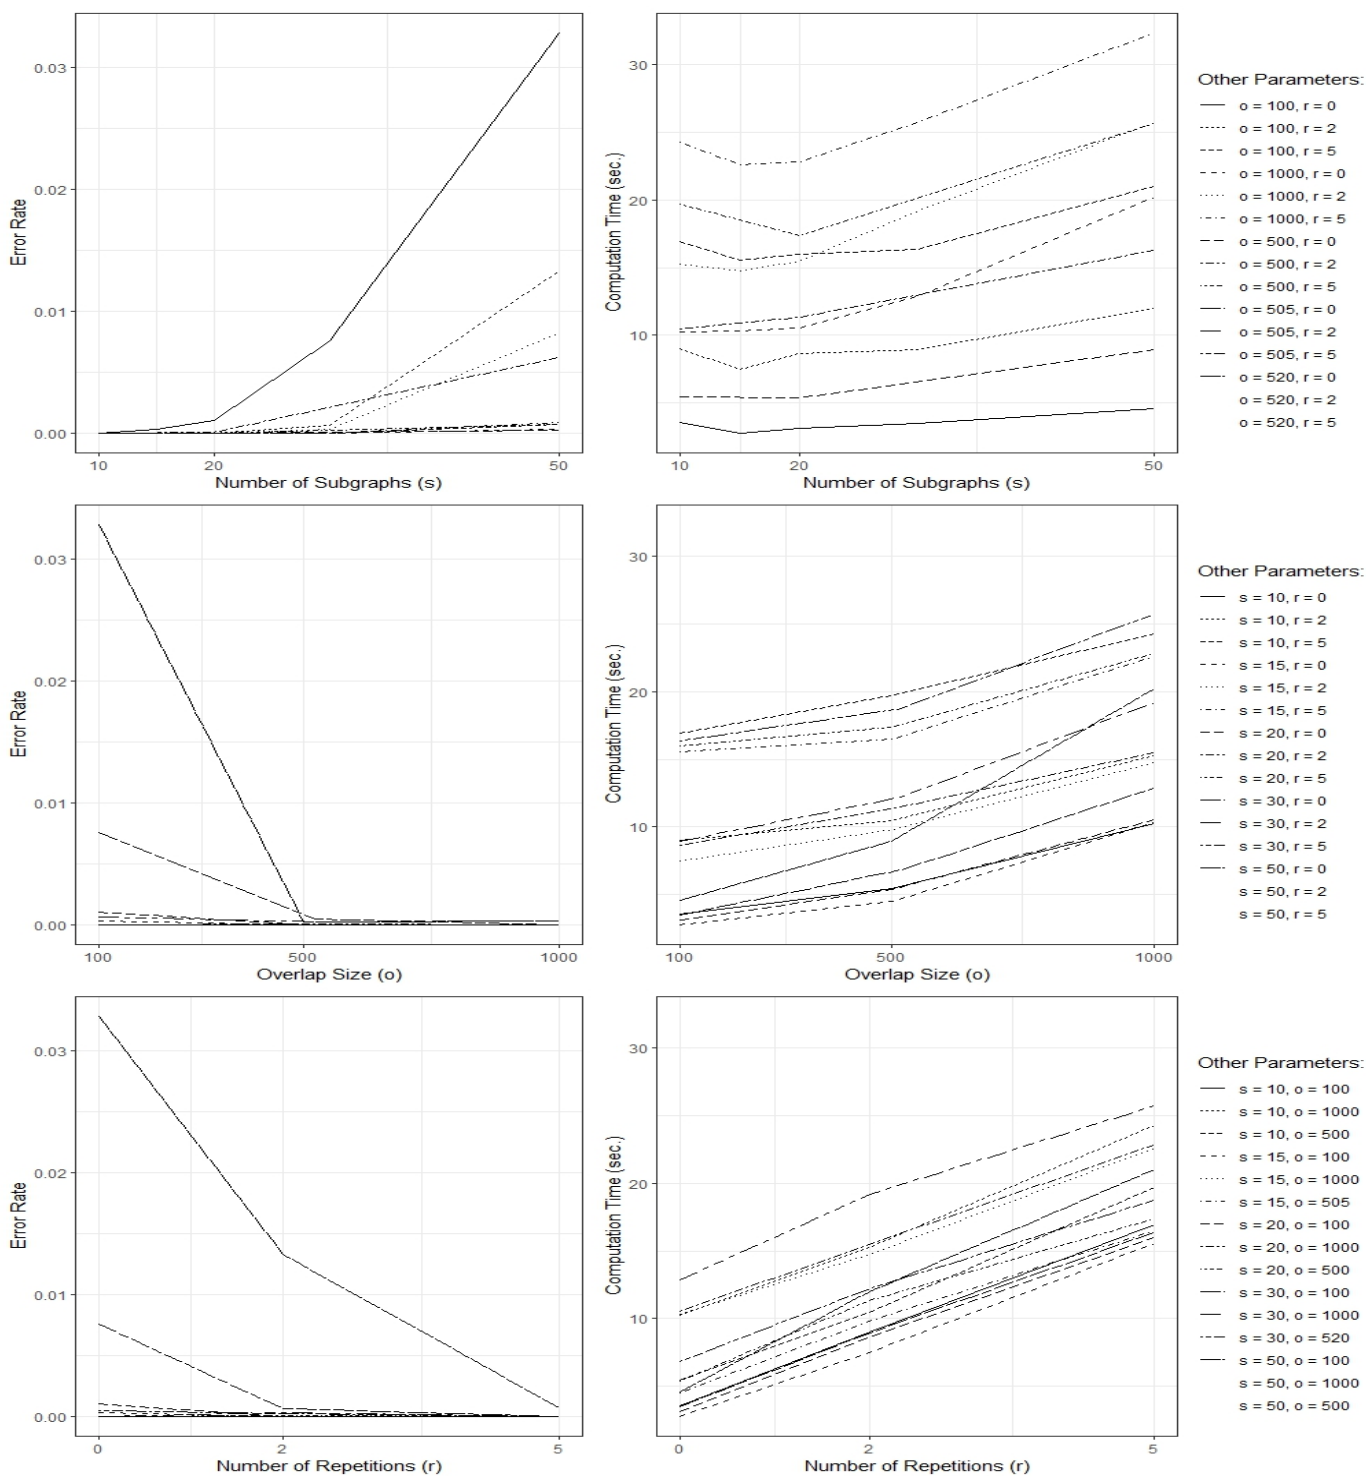 Error Rate
0.03
0.02
0.01
0.00
10 20 50
Number of Subgraphs (s)
Computation Time (sec.)
30
20
10
10 20 50
Number of Subgraphs (s)
Other Parameters:
o = 100, r = 0
o = 100, r = 2
o = 100, r = 5
o = 1000, r = 0
o = 1000, r = 2
o = 1000, r = 5
o = 500, r = 0
o = 500, r = 2
o = 500, r = 5
o = 505, r = 0
o = 505, r = 2
o = 505, r = 5
o = 520, r = 0
o = 520, r = 2
o = 520, r = 5
Error Rate
0.03
0.02
0.01
0.00
100 500 1000
Overlap Size (o)
Computation Time (sec.)
30
20
10
100 500 1000
Overlap Size (o)
Other Parameters:
s = 10, r = 0
s = 10, r = 2
s = 10, r = 5
s = 15, r = 0
s = 15, r = 2
s = 15, r = 5
s = 20, r = 0
s = 20, r = 2
s = 20, r = 5
s = 30, r = 0
s = 30, r = 2
s = 30, r = 5
s = 50, r = 0
s = 50, r = 2
s = 50, r = 5
Error Rate
0.03
0.02
0.01
0.00
0 2 5
Number of Repetitions (r)
Computation Time (sec.)
30
20
10
0 2 5
Number of Repetitions (r)
Other Parameters:
s = 10, o = 100
s = 10, o = 1000
s = 10, o = 500
s = 15, o = 100
s = 15, o = 1000
s = 15, o = 505
s = 20, o = 100
s = 20, o = 1000
s = 20, o = 500
s = 30, o = 100
s = 30, o = 1000
s = 30, o = 520
s = 50, o = 100
s = 50, o = 1000
s = 50, o = 500